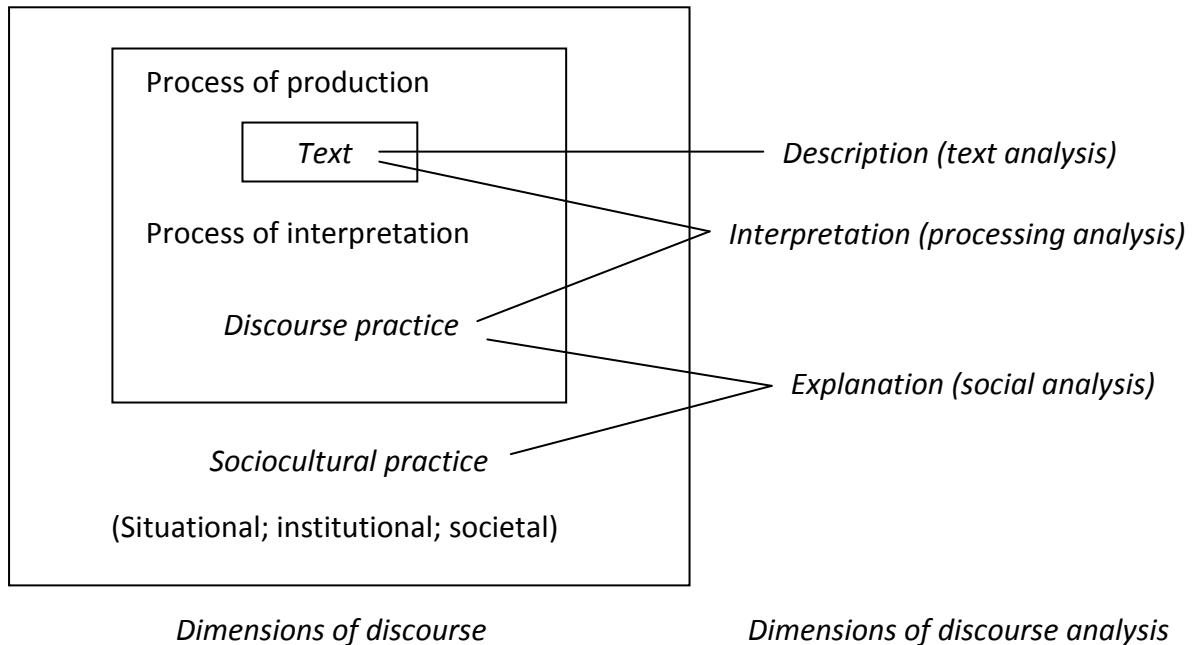 Process of production
Text
Description (text analysis)
Process of interpretation
Interpretation (processing analysis)
Discourse practice
Explanation (social analysis)
Sociocultural practice
(Situational; institutional; societal)
Dimensions of discourse
Dimensions of discourse analysis